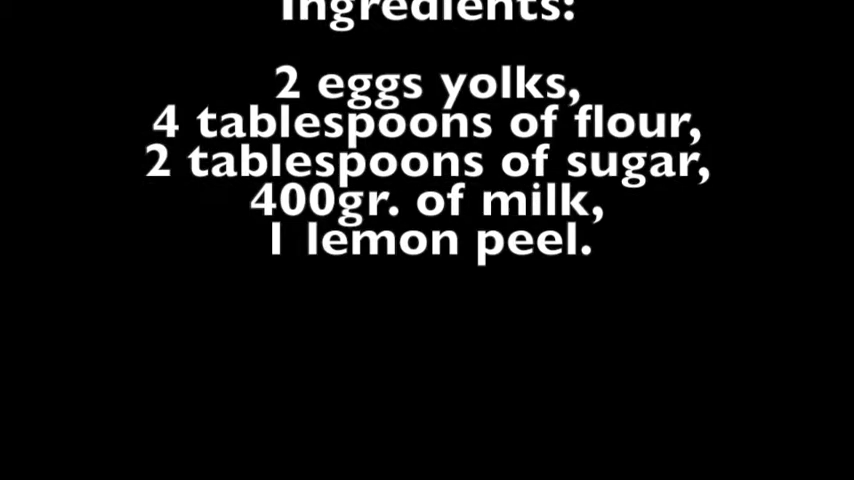 Ingredients:
2 eggs yolks,
4 tablespoons of flour,
2 tablespoons of sugar,
400gr. of milk,
1 lemon peel.